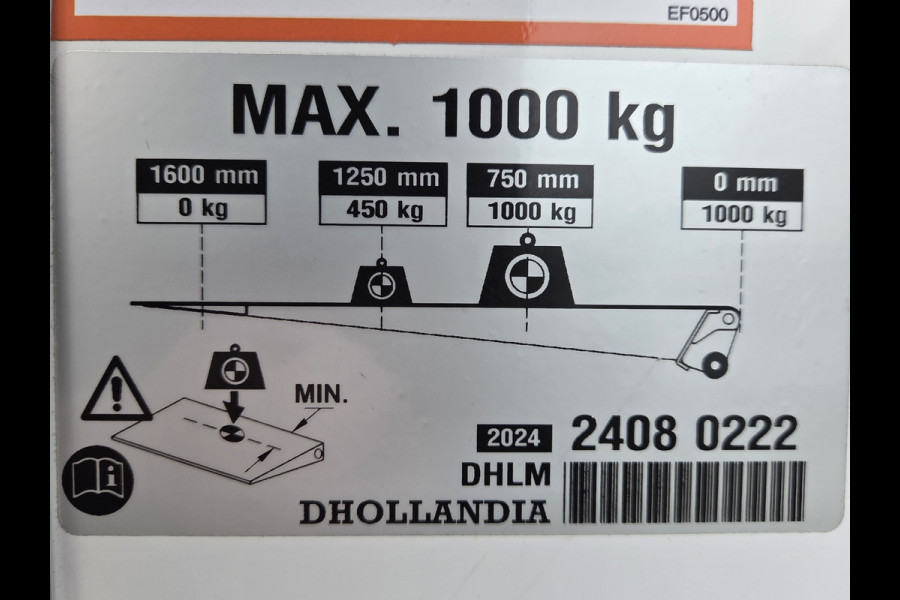 EF0500
MAX. 1000 kg
1600 mm
0 kg
1250 mm
450 kg
750 mm
1000 kg
0 mm
1000 kg
MIN.
2024 2408 0222
DHLM
DHOLLANDIA